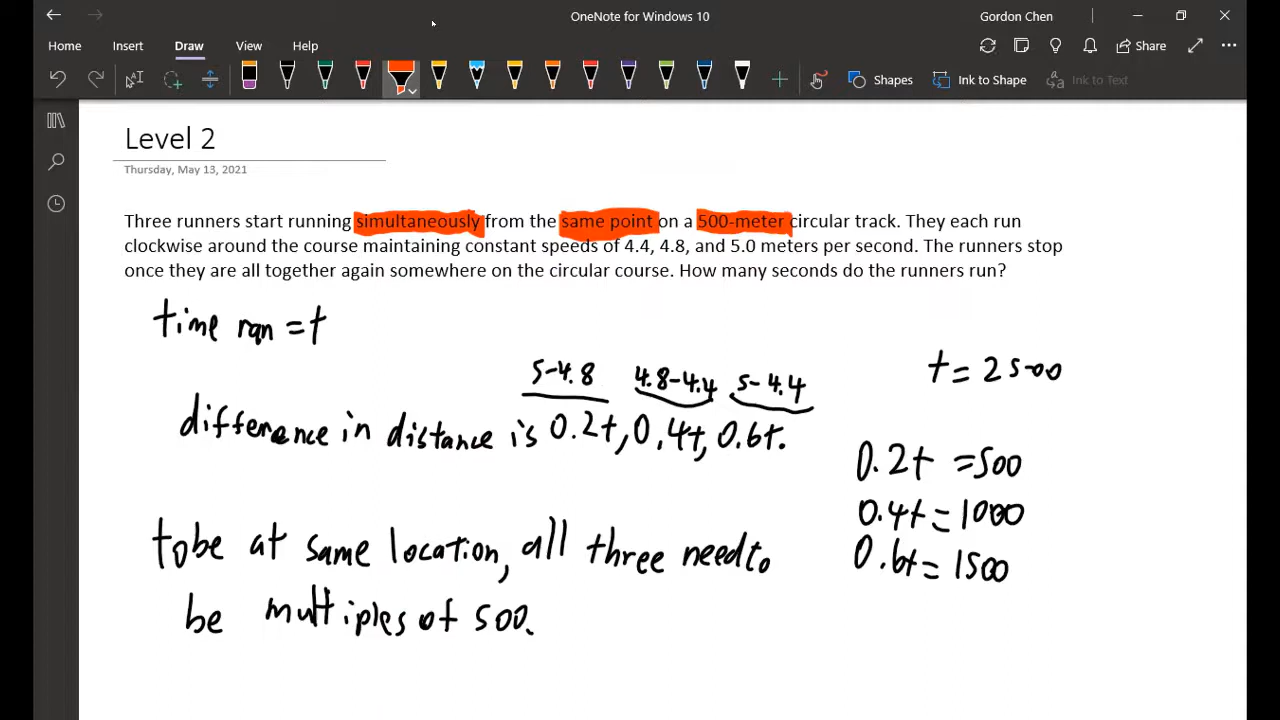 OneNote for Windows 10
Gordon Chen
Home Insert Draw View Help
Share
Shapes Ink to Shape Ink to Text
Level 2
Thursday, May 13, 2021
Three runners start running simultaneously from the same point on a 500-meter circular track. They each run
clockwise around the course maintaining constant speeds of 4.4, 4.8, and 5.0 meters per second. The runners stop
once they are all together again somewhere on the circular course. How many seconds do the runners run?
time ran = t
5-4.8 4.8-4.4 5-4.4
t = 2500
difference in distance is 0.2t, 0.4t, 0.6t.
0.2t = 500
0.4t = 1000
to be at same location, all three need to
0.6t = 1500
be multiples of 500.